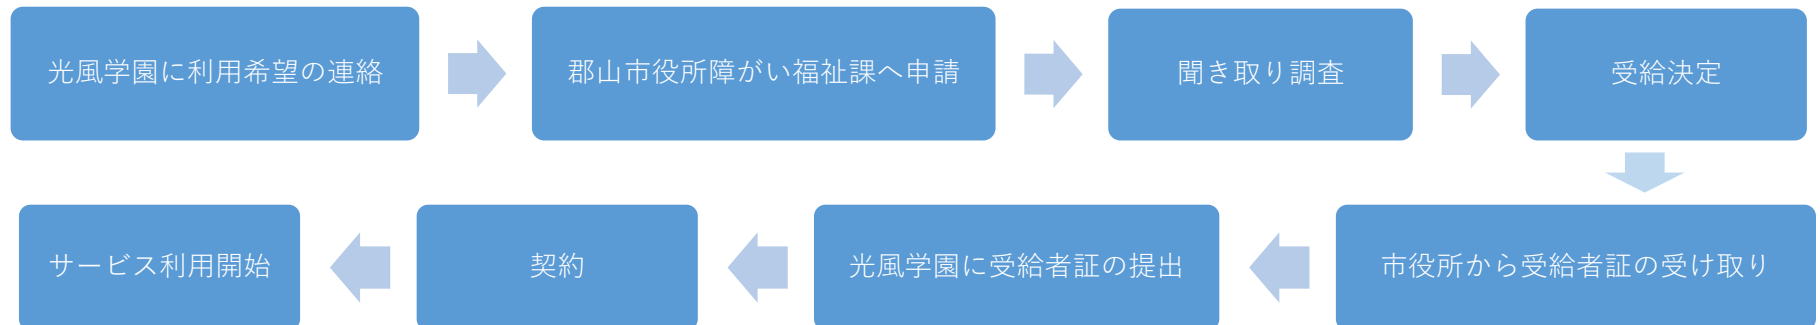 光風学園に利用希望の連絡
郡山市役所障がい福祉課へ申請
聞き取り調査
受給決定
市役所から受給者証の受け取り
光風学園に受給者証の提出
契約
サービス利用開始